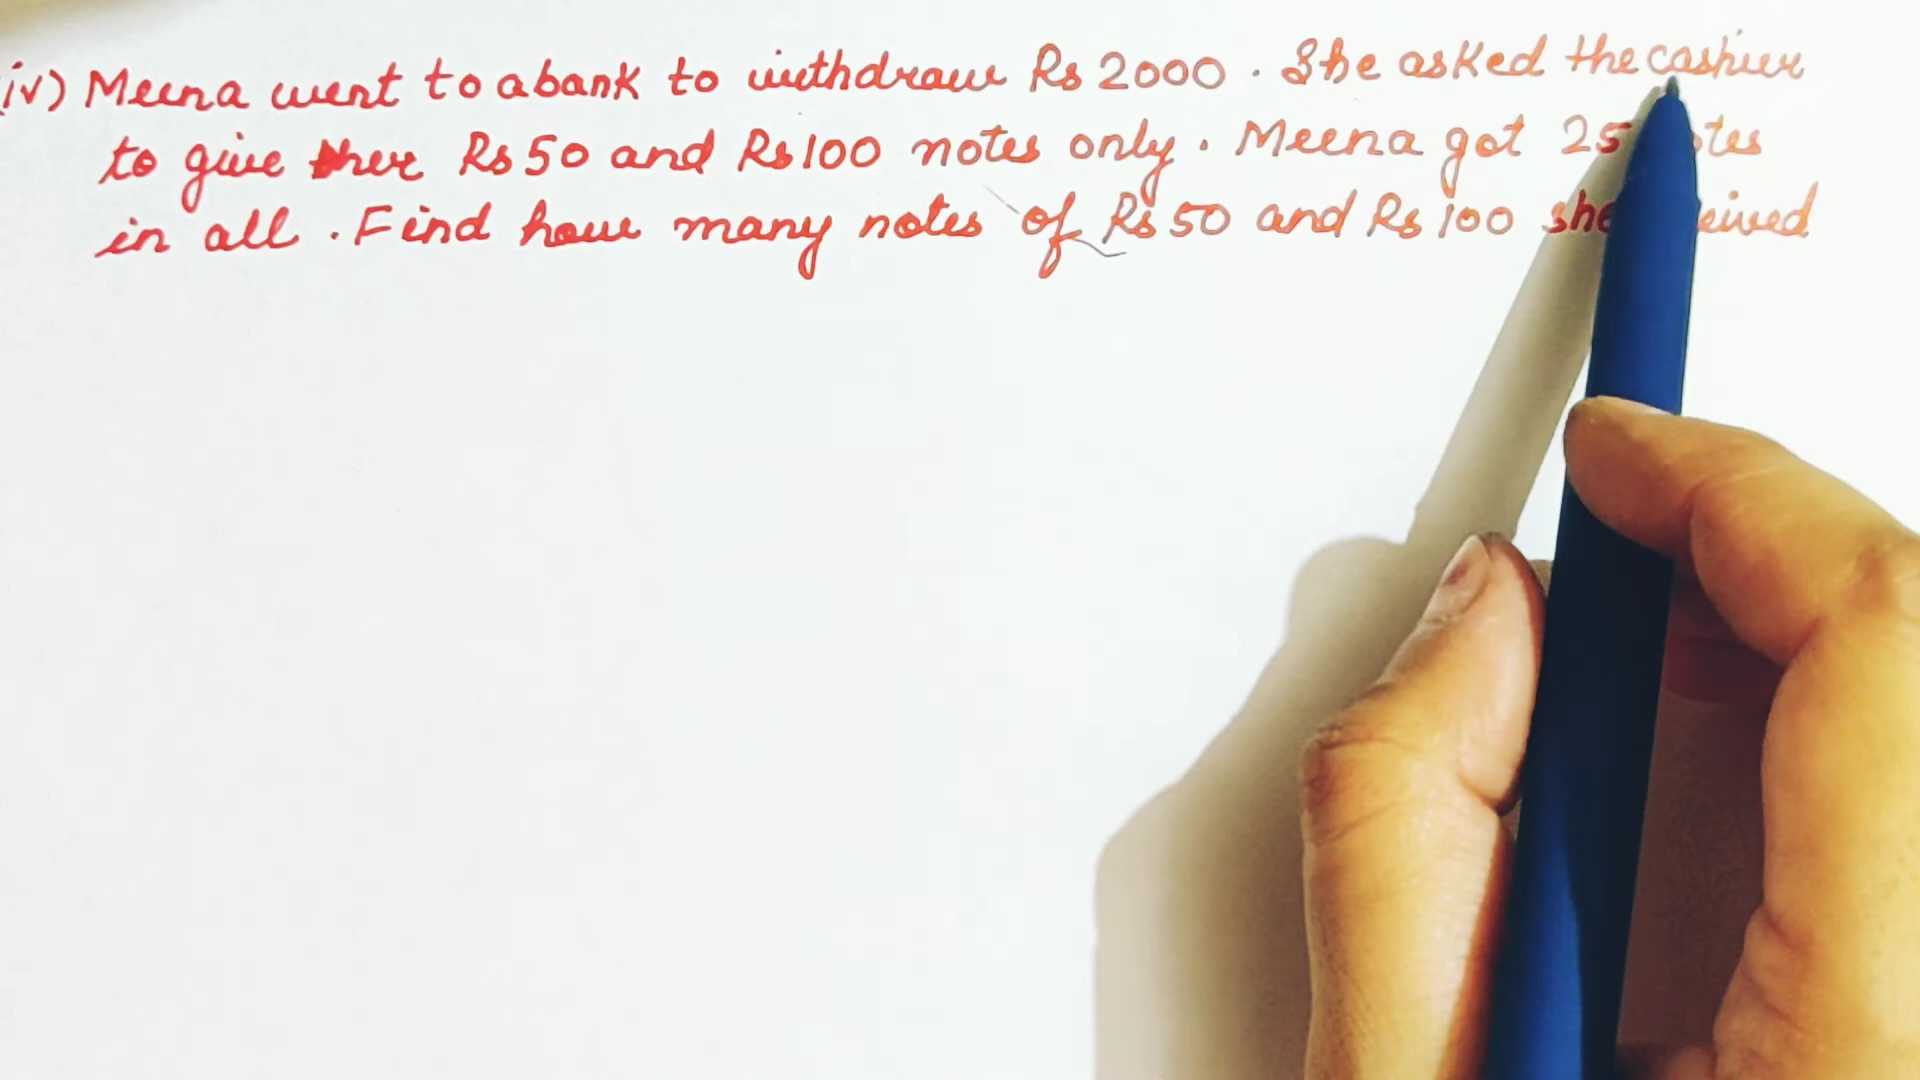 iv) Meena went to a bank to withdraw Rs 2000 . She asked the cashier
to give her Rs 50 and Rs 100 notes only . Meena got 25
in all . Find how many notes of Rs 50 and Rs 100